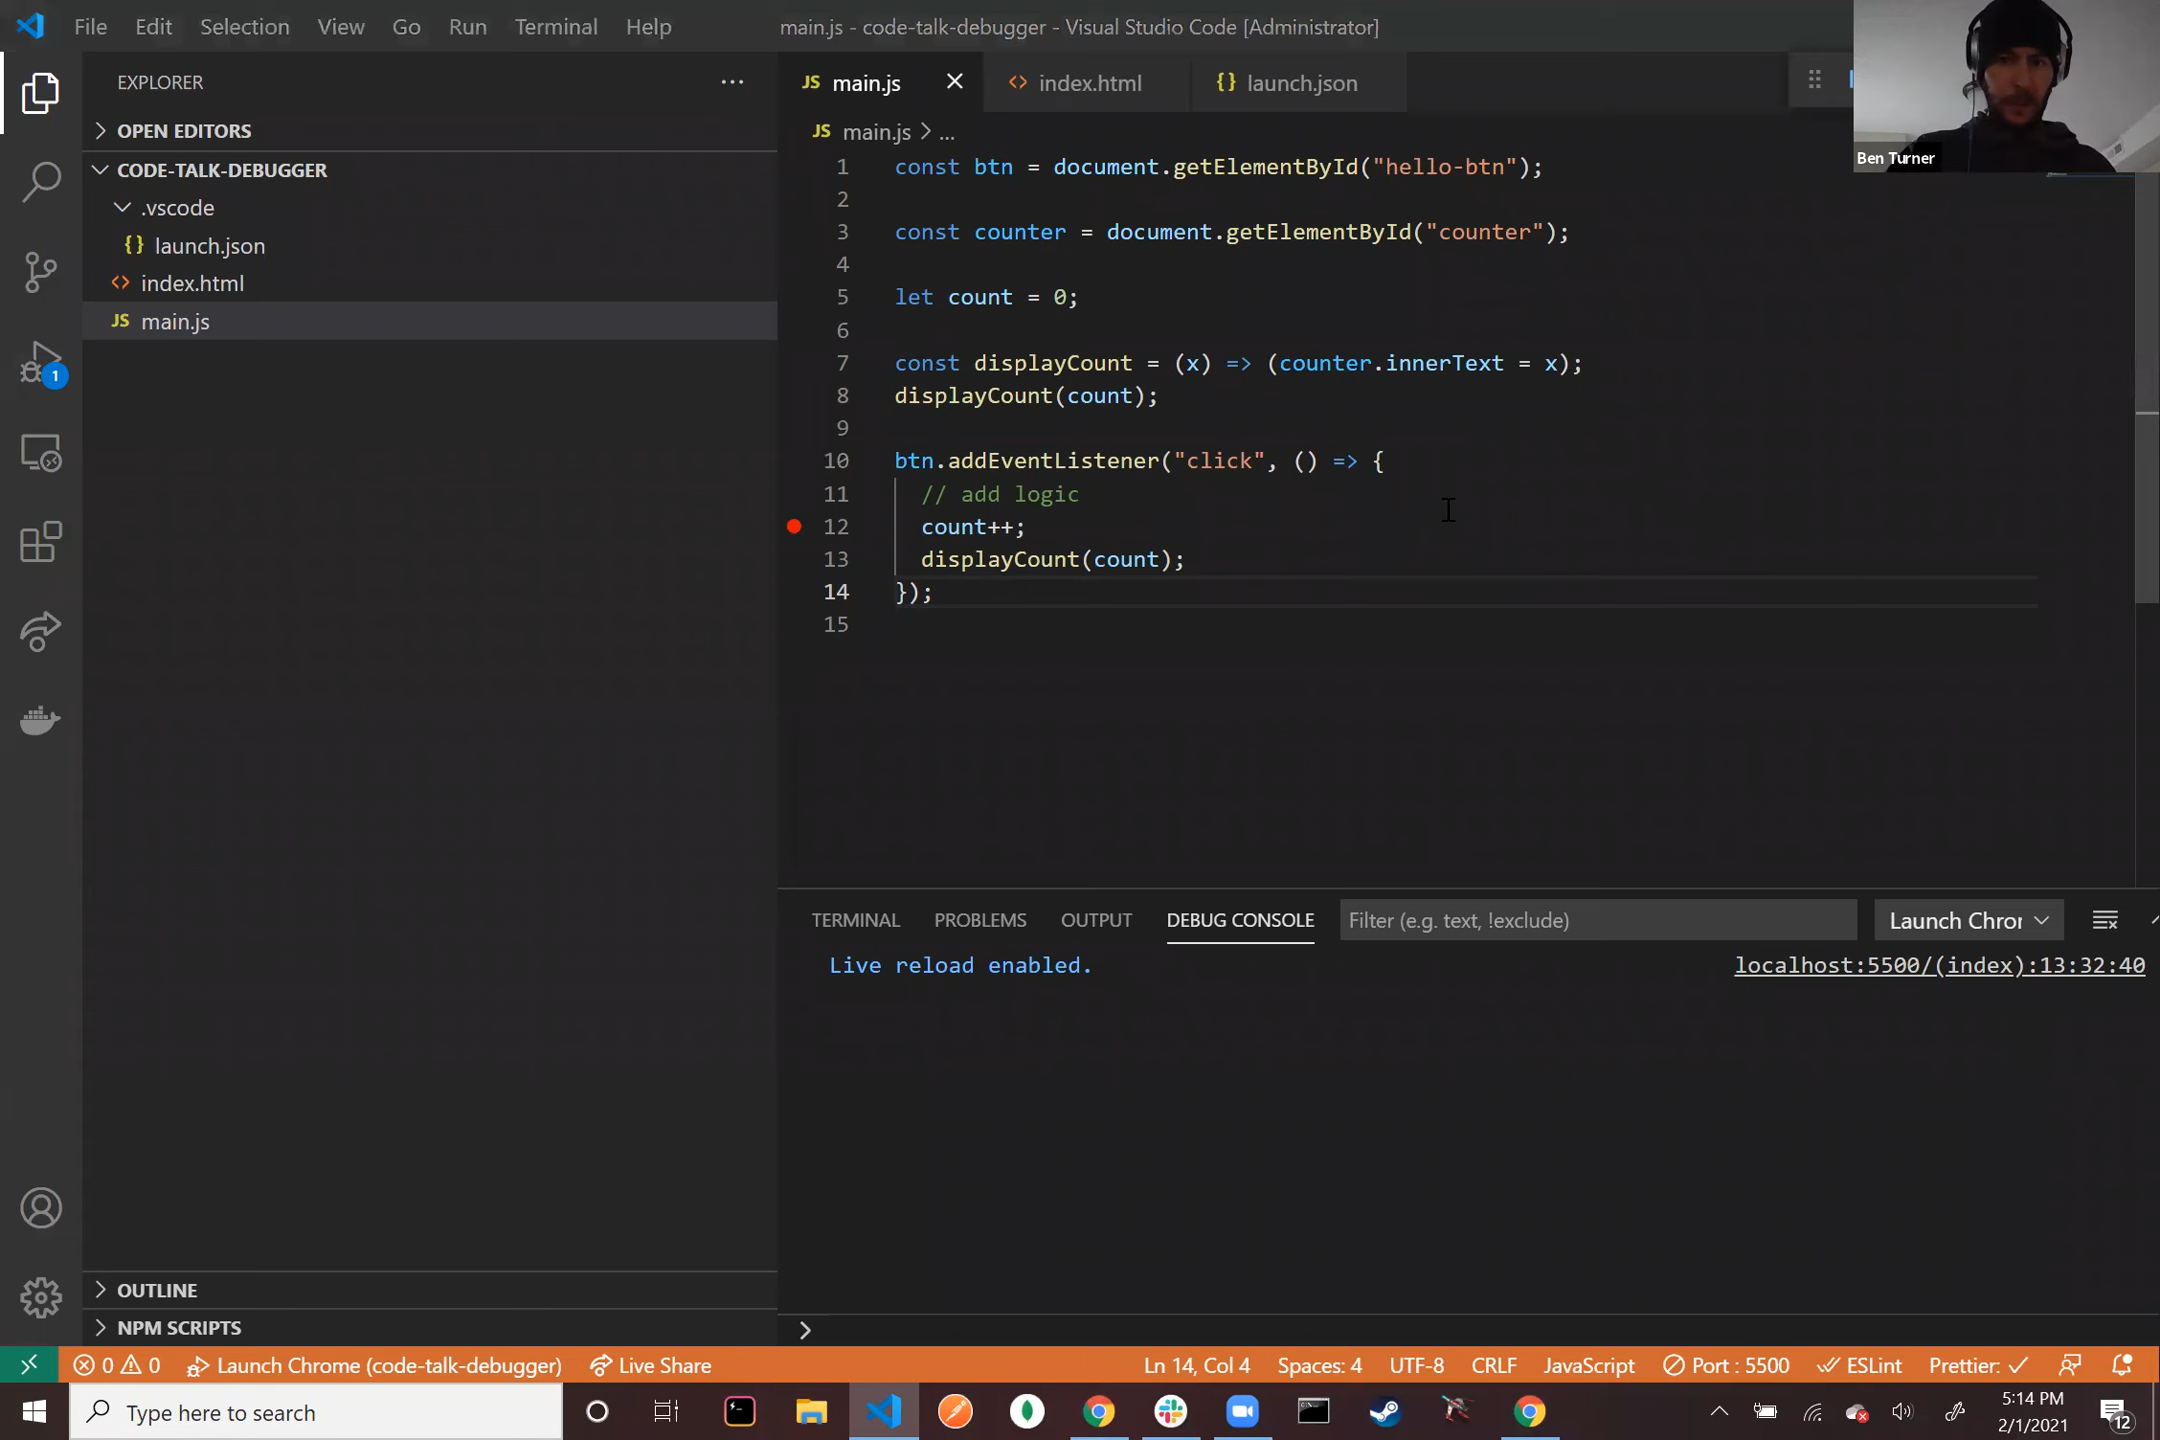 File Edit Selection View Go Run Terminal Help
main.js - code-talk-debugger - Visual Studio Code [Administrator]
Ben Turner
EXPLORER
OPEN EDITORS
CODE-TALK-DEBUGGER
.vscode
{} launch.json
<> index.html
JS main.js
1
JS main.js
<> index.html
{} launch.json
JS main.js > ...
1 const btn = document.getElementById("hello-btn");
2
3 const counter = document.getElementById("counter");
4
5 let count = 0;
6
7 const displayCount = (x) => (counter.innerText = x);
8 displayCount(count);
9
10 btn.addEventListener("click", () => {
11 // add logic
12 count++;
13 displayCount(count);
14 });
15
TERMINAL PROBLEMS OUTPUT DEBUG CONSOLE Filter (e.g. text, !exclude) Launch Chror
Live reload enabled. localhost:5500/(index):13:32:40
OUTLINE
NPM SCRIPTS
>
0 0 Launch Chrome (code-talk-debugger) Live Share Ln 14, Col 4 Spaces: 4 UTF-8 CRLF JavaScript Port : 5500 ESLint Prettier: ✓
Type here to search
5:14 PM
2/1/2021
12